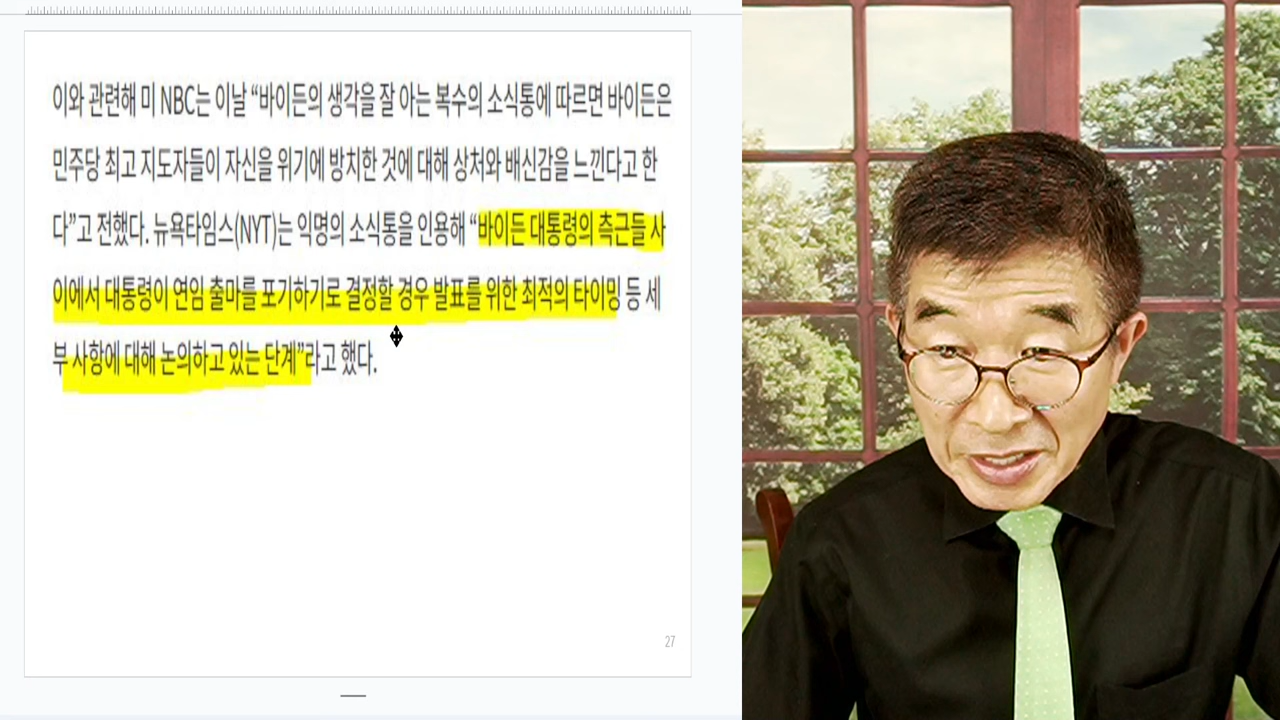 이와 관련해 미 NBC는 이날 “바이든의 생각을 잘 아는 복수의 소식통에 따르면 바이든은
민주당 최고 지도자들이 자신을 위기에 방치한 것에 대해 상처와 배신감을 느낀다고 한
다”고 전했다. 뉴욕타임스(NYT)는 익명의 소식통을 인용해 “바이든 대통령의 측근들 사
이에서 대통령이 연임 출마를 포기하기로 결정할 경우 발표를 위한 최적의 타이밍 등 세
부 사항에 대해 논의하고 있는 단계”라고 했다.
27